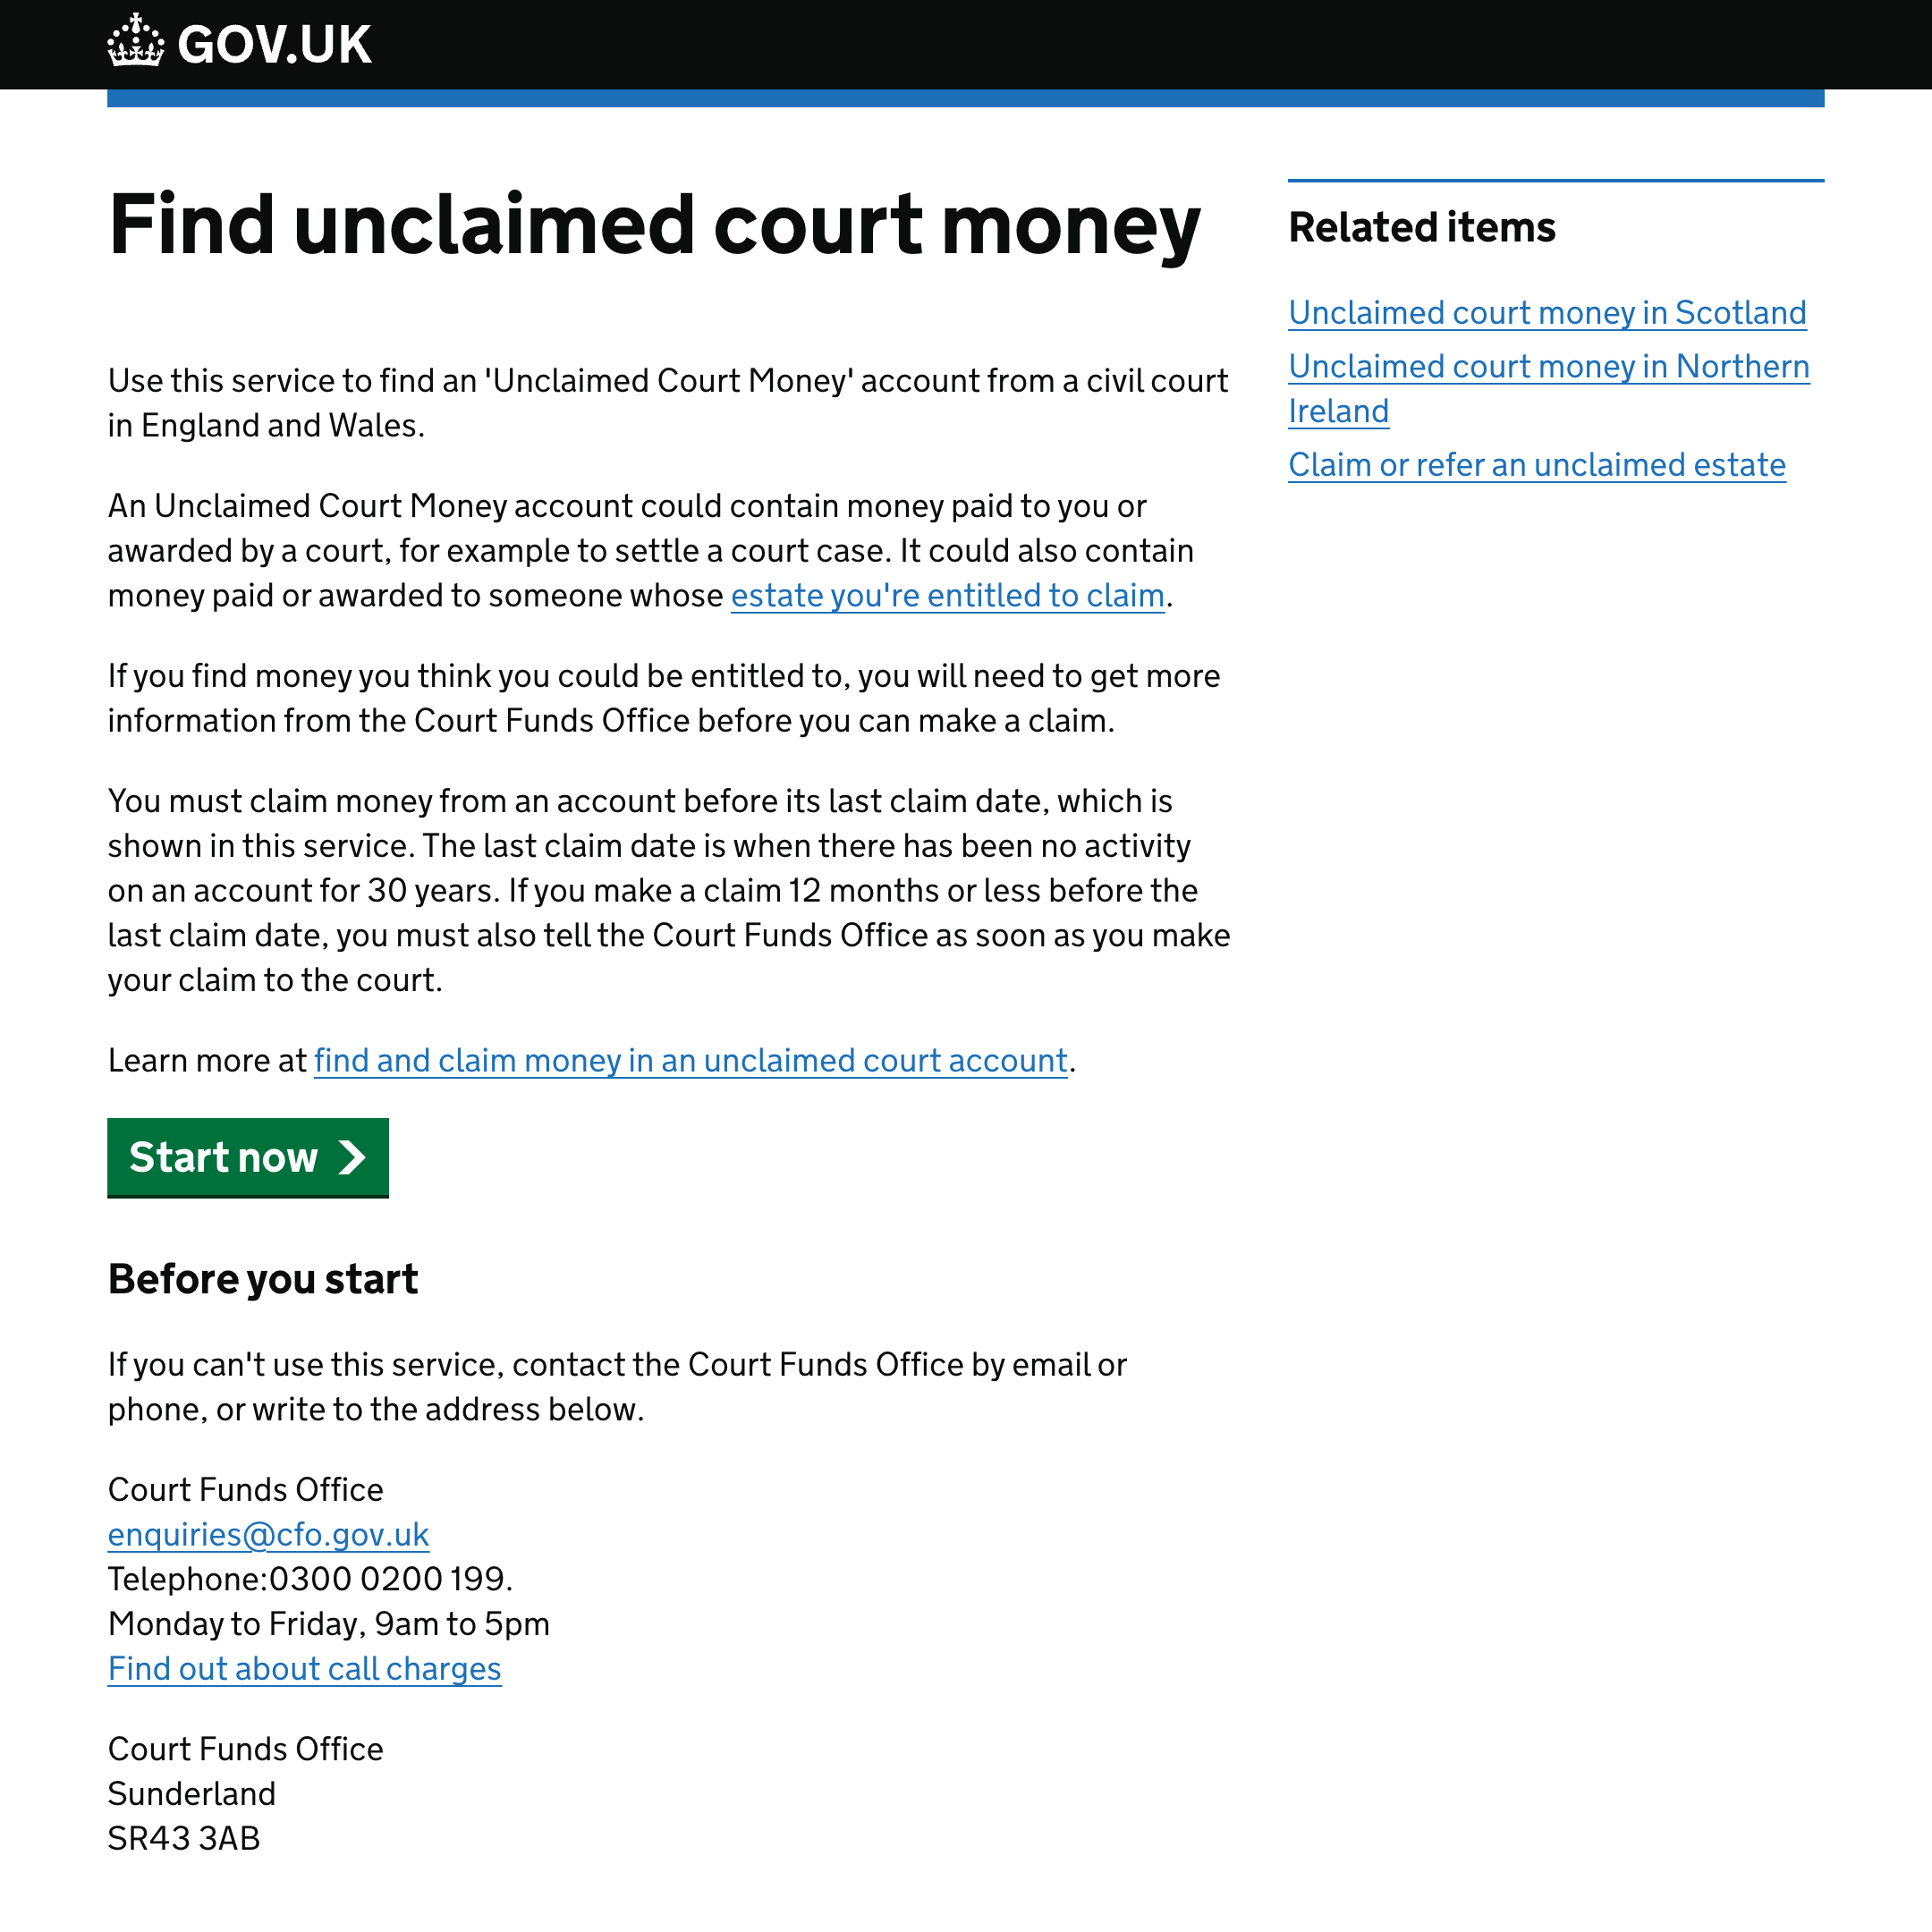 GOV.UK
Find unclaimed court money
Use this service to find an 'Unclaimed Court Money' account from a civil court
in England and Wales.
An Unclaimed Court Money account could contain money paid to you or
awarded by a court, for example to settle a court case. It could also contain
money paid or awarded to someone whose estate you're entitled to claim.
If you find money you think you could be entitled to, you will need to get more
information from the Court Funds Office before you can make a claim.
You must claim money from an account before its last claim date, which is
shown in this service. The last claim date is when there has been no activity
on an account for 30 years. If you make a claim 12 months or less before the
last claim date, you must also tell the Court Funds Office as soon as you make
your claim to the court.
Learn more at find and claim money in an unclaimed court account.
Start now
Before you start
If you can't use this service, contact the Court Funds Office by email or
phone, or write to the address below.
Court Funds Office
enquiries@cfo.gov.uk
Telephone:0300 0200 199.
Monday to Friday, 9am to 5pm
Find out about call charges
Court Funds Office
Sunderland
SR43 3AB
Related items
Unclaimed court money in Scotland
Unclaimed court money in Northern
Ireland
Claim or refer an unclaimed estate